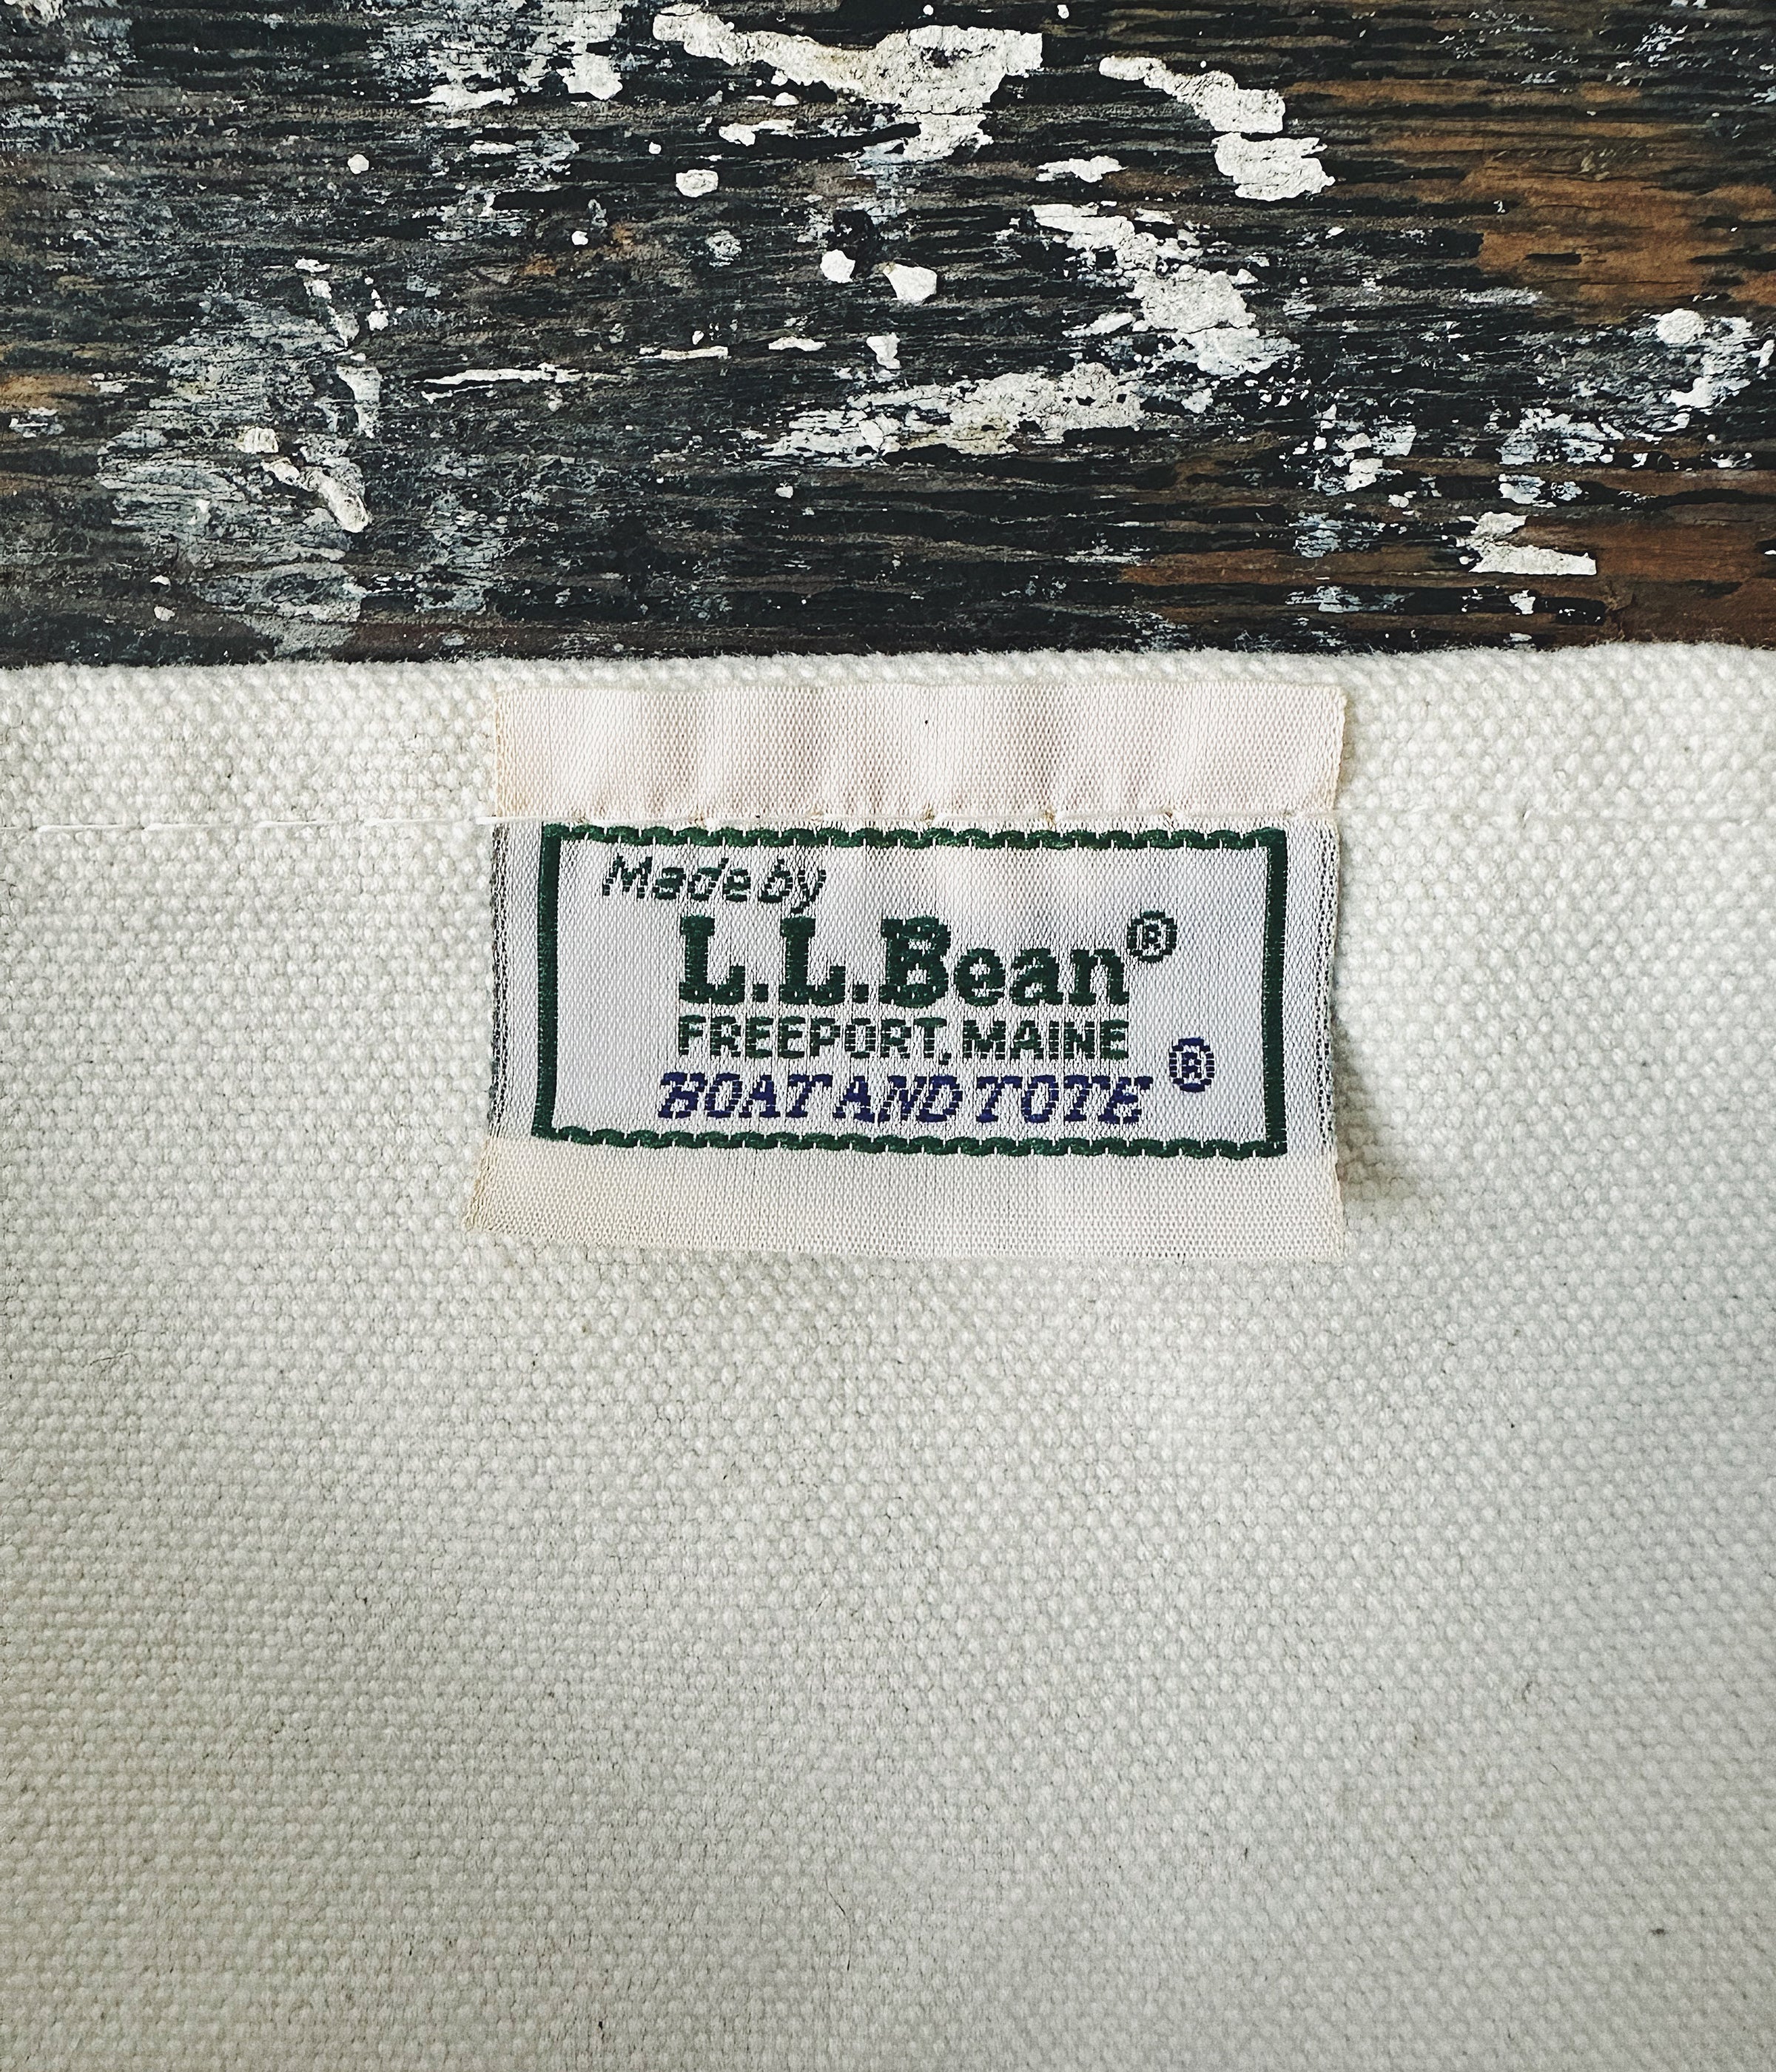 Made by
L.L.Bean®
FREEPORT, MAINE
BOAT AND TOTE®